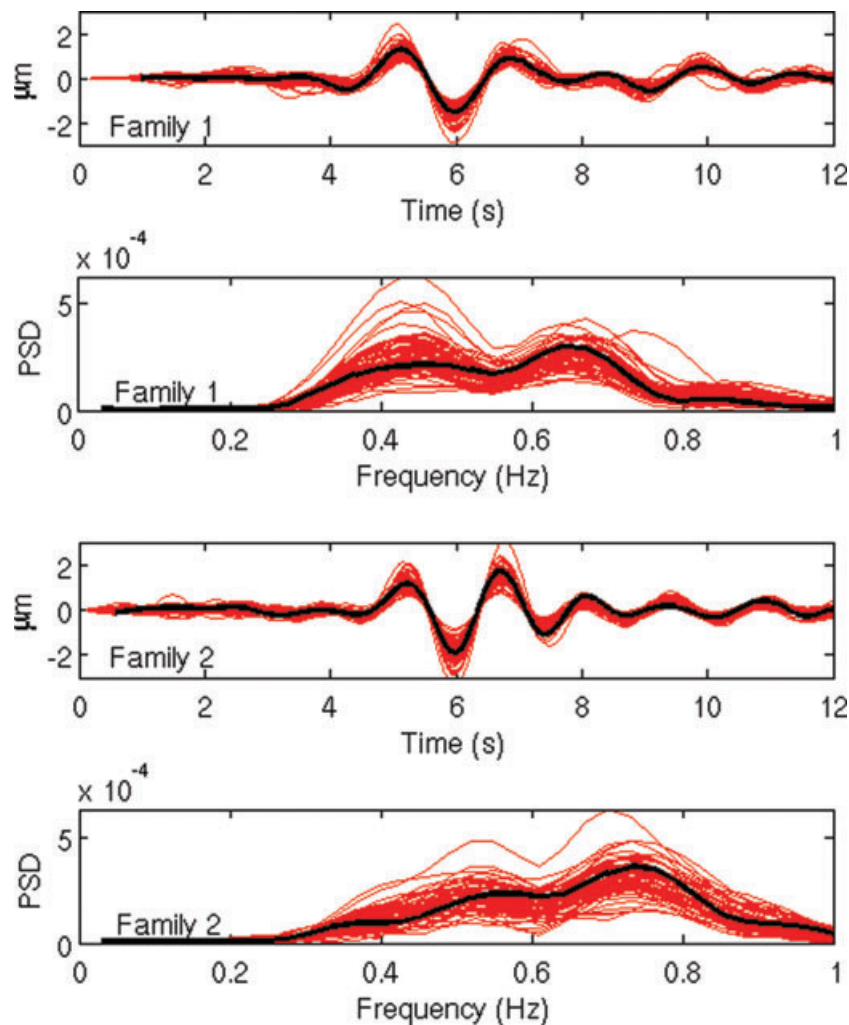 2
0
-2
μm
Family 1
0 2 4 6 8 10 12
Time (s)
x 10-4
5
0
PSD
Family 1
0 0.2 0.4 0.6 0.8 1
Frequency (Hz)
2
0
-2
μm
Family 2
0 2 4 6 8 10 12
Time (s)
x 10-4
5
0
PSD
Family 2
0 0.2 0.4 0.6 0.8 1
Frequency (Hz)